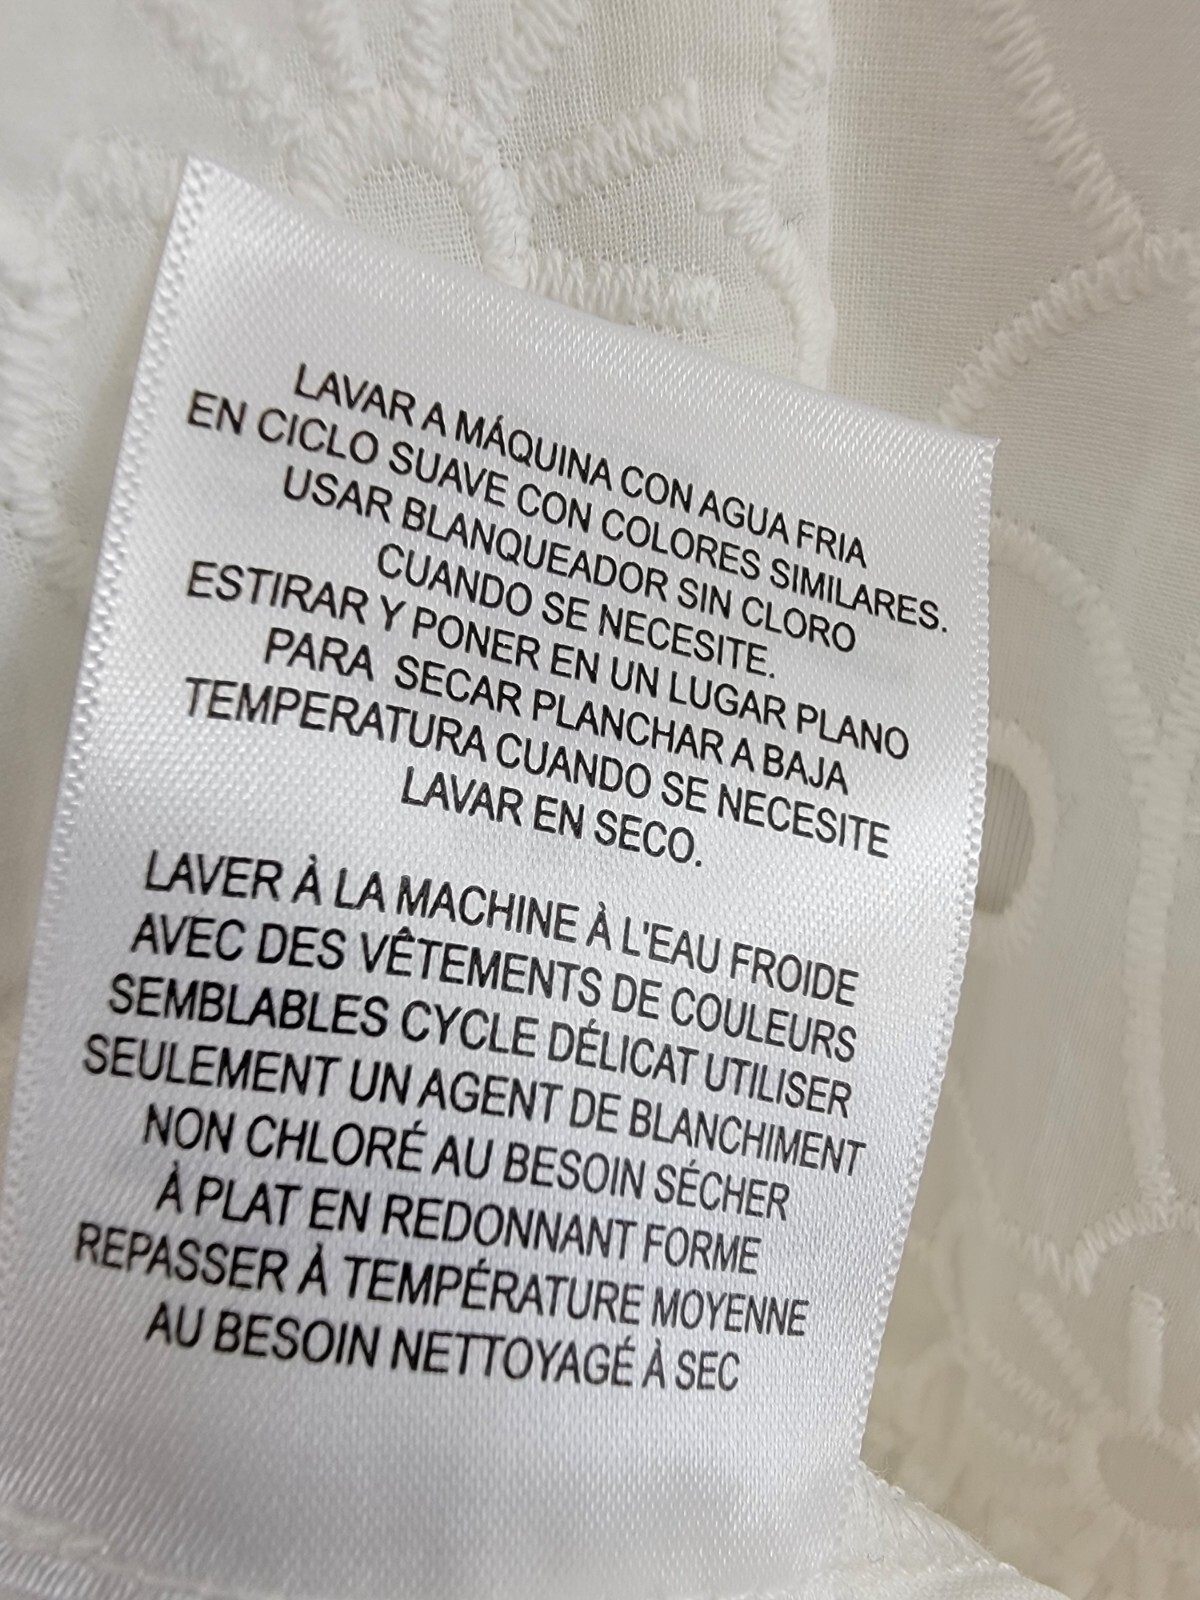 LAVAR A MÁQUINA CON AGUA FRIA
EN CICLO SUAVE CON COLORES SIMILARES.
USAR BLANQUEADOR SIN CLORO
CUANDO SE NECESITE.
ESTIRAR Y PONER EN UN LUGAR PLANO
PARA SECAR PLANCHAR A BAJA
TEMPERATURA CUANDO SE NECESITE
LAVAR EN SECO.
LAVER À LA MACHINE À L'EAU FROIDE
AVEC DES VÊTEMENTS DE COULEURS
SEMBLABLES CYCLE DÉLICAT UTILISER
SEULEMENT UN AGENT DE BLANCHIMENT
NON CHLORÉ AU BESOIN SÉCHER
À PLAT EN REDONNANT FORME
REPASSER À TEMPÉRATURE MOYENNE
AU BESOIN NETTOYAGÉ À SEC